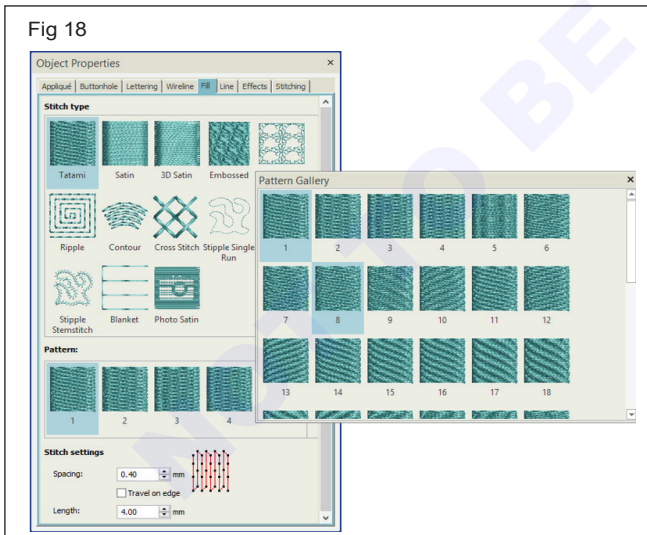 Fig 18
Object Properties ×
Appliqué Buttonhole Lettering Wireline Fill Line Effects Stitching
Stitch type
Tatami Satin 3D Satin Embossed
Ripple Contour Cross Stitch Stipple Single Run
Stipple Stemstitch Blanket Photo Satin
Pattern:
1 2 3 4
Stitch settings
Spacing: 0.40 mm
Travel on edge
Length: 4.00 mm
Pattern Gallery ×
1 2 3 4 5 6
7 8 9 10 11 12
13 14 15 16 17 18
NOT TO BE